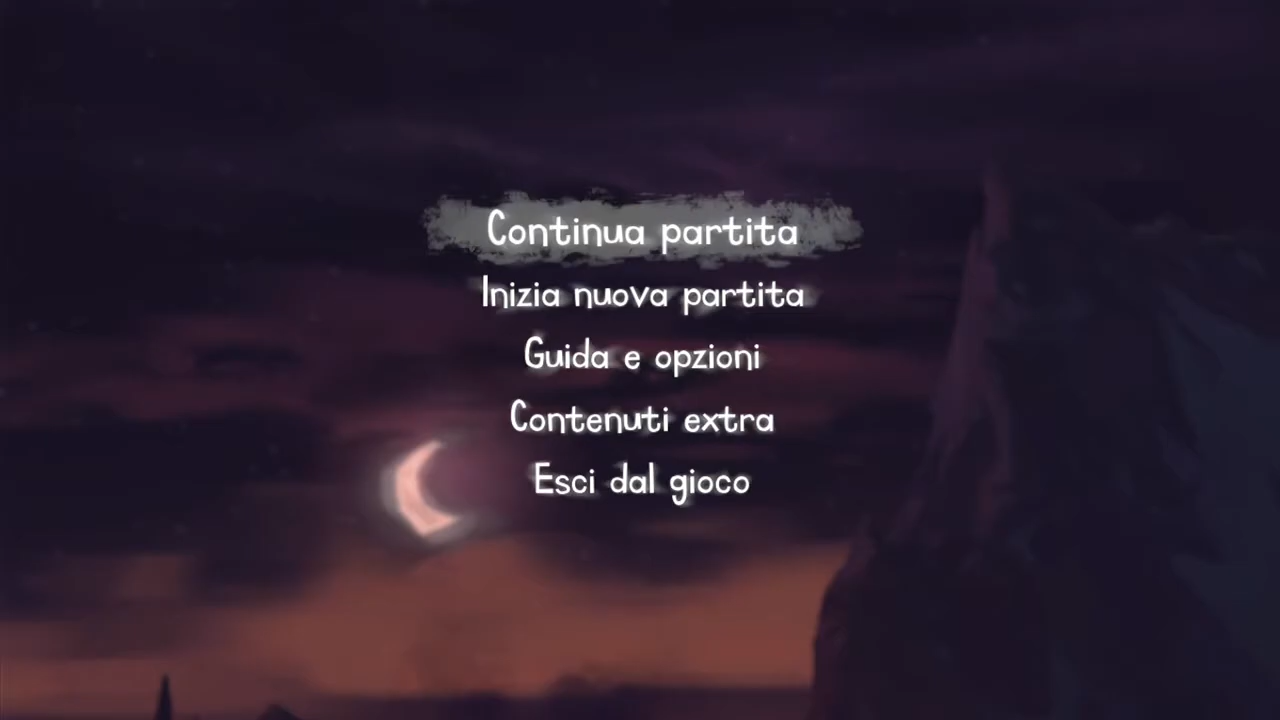 Continua partita
Inizia nuova partita
Guida e opzioni
Contenuti extra
Esci dal gioco